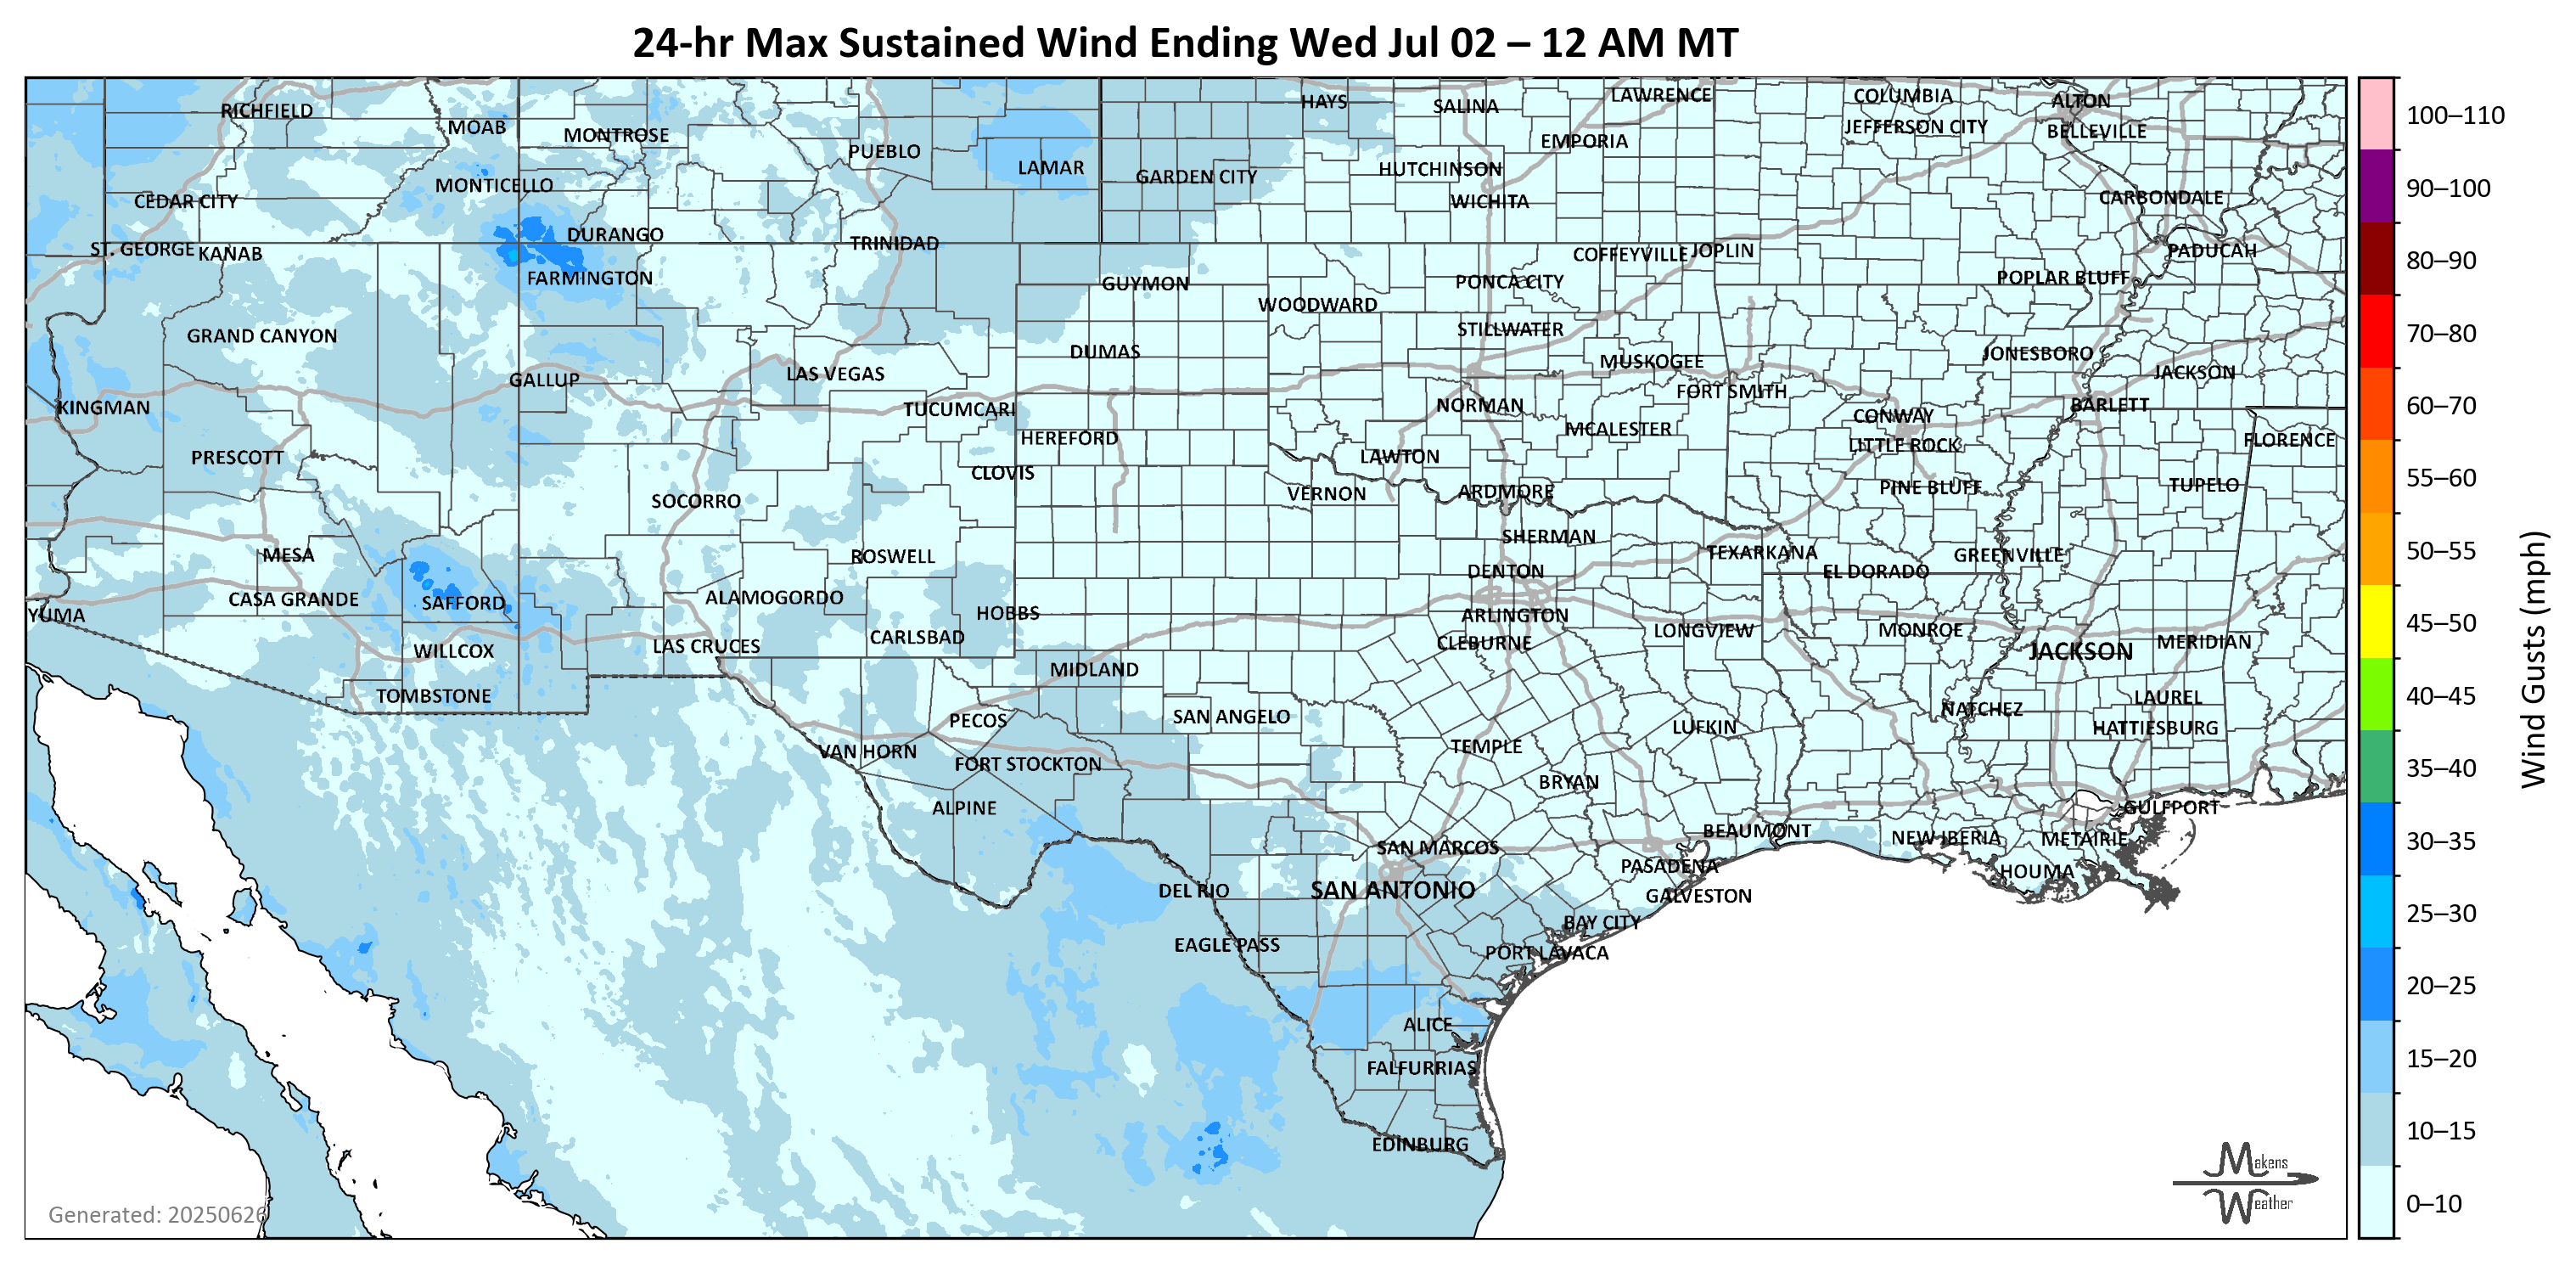 24-hr Max Sustained Wind Ending Wed Jul 02 – 12 AM MT
RICHFIELD
MOAB
MONTROSE
PUEBLO
LAMAR
HAYS
SALINA
LAWRENCE
COLUMBIA
ALTON
JEFFERSON CITY
BELLEVILLE
EMPORIA
GARDEN CITY
HUTCHINSON
MONTICELLO
CEDAR CITY
WICHITA
CARBONDALE
DURANGO
TRINIDAD
ST. GEORGE
KANAB
COFFEYVILLE
JOPLIN
PADUCAH
FARMINGTON
GUYMON
PONCA CITY
POPLAR BLUFF
WOODWARD
GRAND CANYON
STILLWATER
DUMAS
MUSKOGEE
JONESBORO
GALLUP
LAS VEGAS
JACKSON
FORT SMITH
KINGMAN
TUCUMCARI
NORMAN
CONWAY
BARLETT
HEREFORD
MCALESTER
LITTLE ROCK
FLORENCE
PRESCOTT
LAWTON
CLOVIS
SOCORRO
VERNON
ARDMORE
PINE BLUFF
TUPELO
MESA
ROSWELL
SHERMAN
TEXARKANA
GREENVILLE
DENTON
EL DORADO
CASA GRANDE
SAFFORD
ALAMOGORDO
HOBBS
YUMA
ARLINGTON
CARLSBAD
CLEBURNE
LONGVIEW
MONROE
WILLCOX
LAS CRUCES
JACKSON
MERIDIAN
MIDLAND
TOMBSTONE
PECOS
SAN ANGELO
LUFKIN
NATCHEZ
LAUREL
HATTIESBURG
VAN HORN
FORT STOCKTON
TEMPLE
BRYAN
ALPINE
GULFPORT
BEAUMONT
NEW IBERIA
METAIRIE
SAN MARCOS
PASADENA
HOUMA
DEL RIO
SAN ANTONIO
GALVESTON
BAY CITY
EAGLE PASS
PORT LAVACA
ALICE
FALFURRIAS
EDINBURG
Generated: 20250626
Makens
Weather
100–110
90–100
80–90
70–80
60–70
55–60
50–55
45–50
40–45
35–40
30–35
25–30
20–25
15–20
10–15
0–10
Wind Gusts (mph)